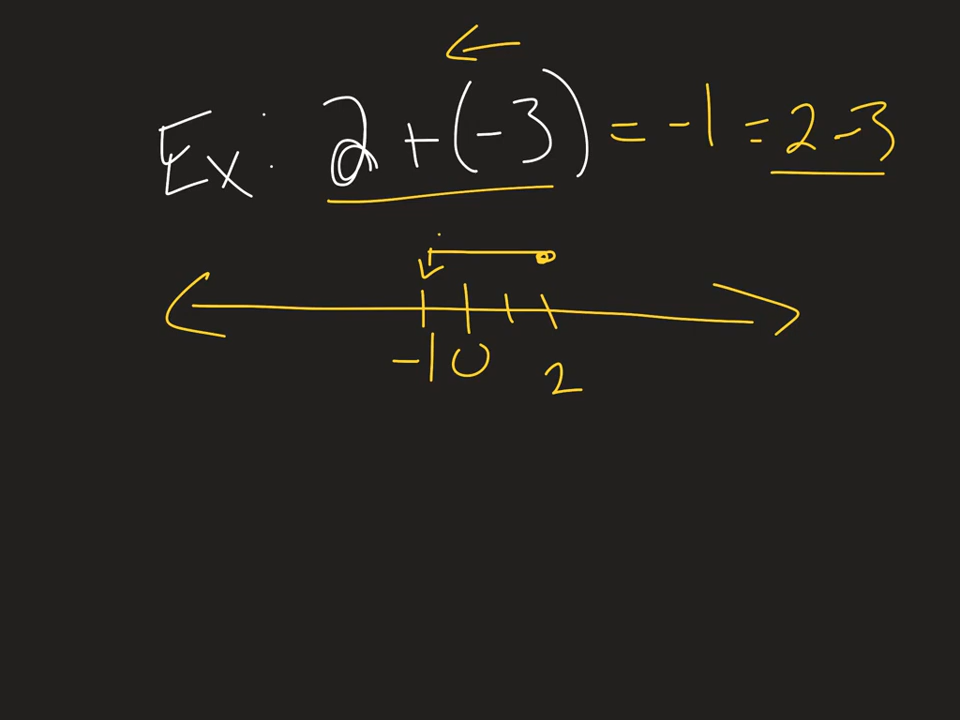 Ex: 2 + (-3) = -1 = 2 - 3
-1 0 2